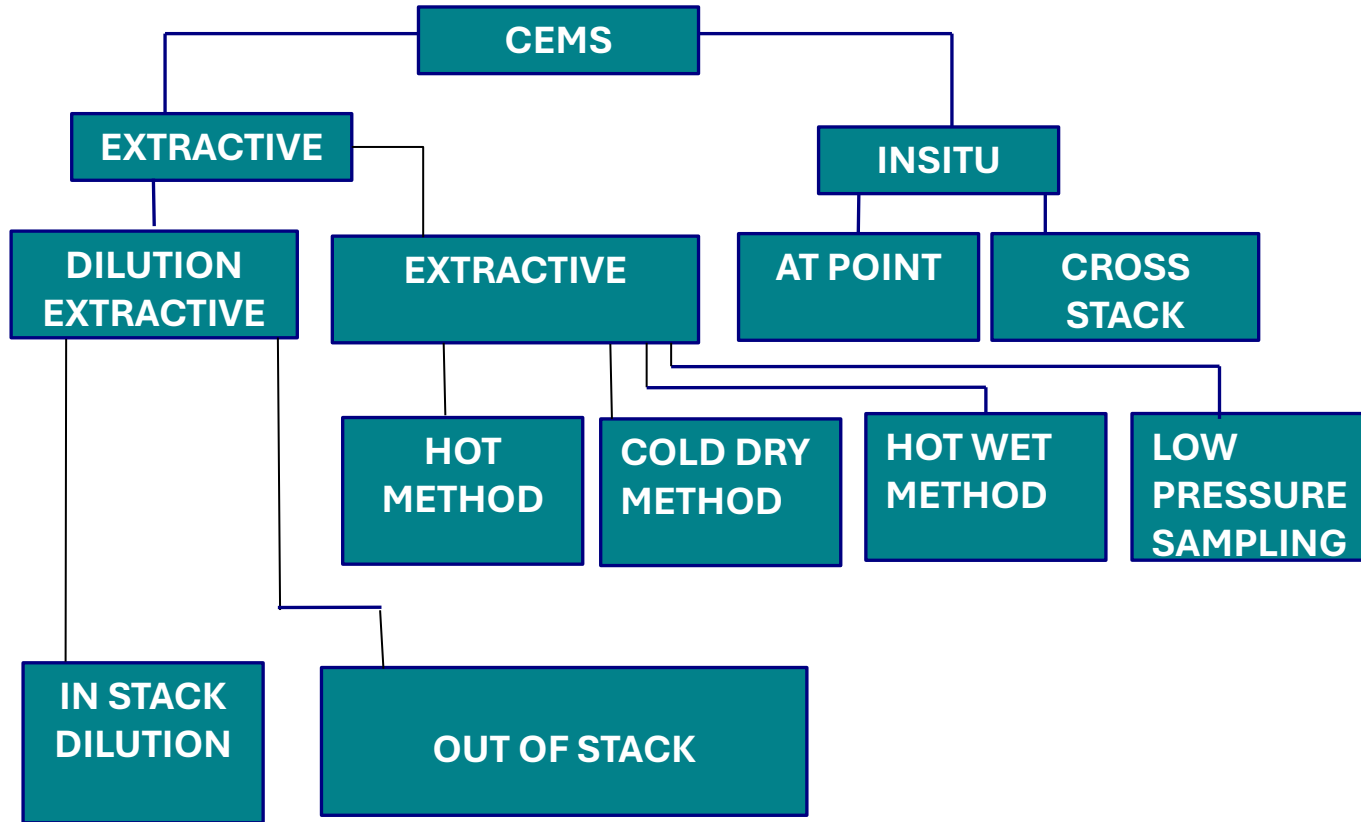 CEMS
EXTRACTIVE
INSITU
DILUTION
EXTRACTIVE
EXTRACTIVE
AT POINT
CROSS
STACK
HOT
METHOD
COLD DRY
METHOD
HOT WET
METHOD
LOW
PRESSURE
SAMPLING
IN STACK
DILUTION
OUT OF STACK